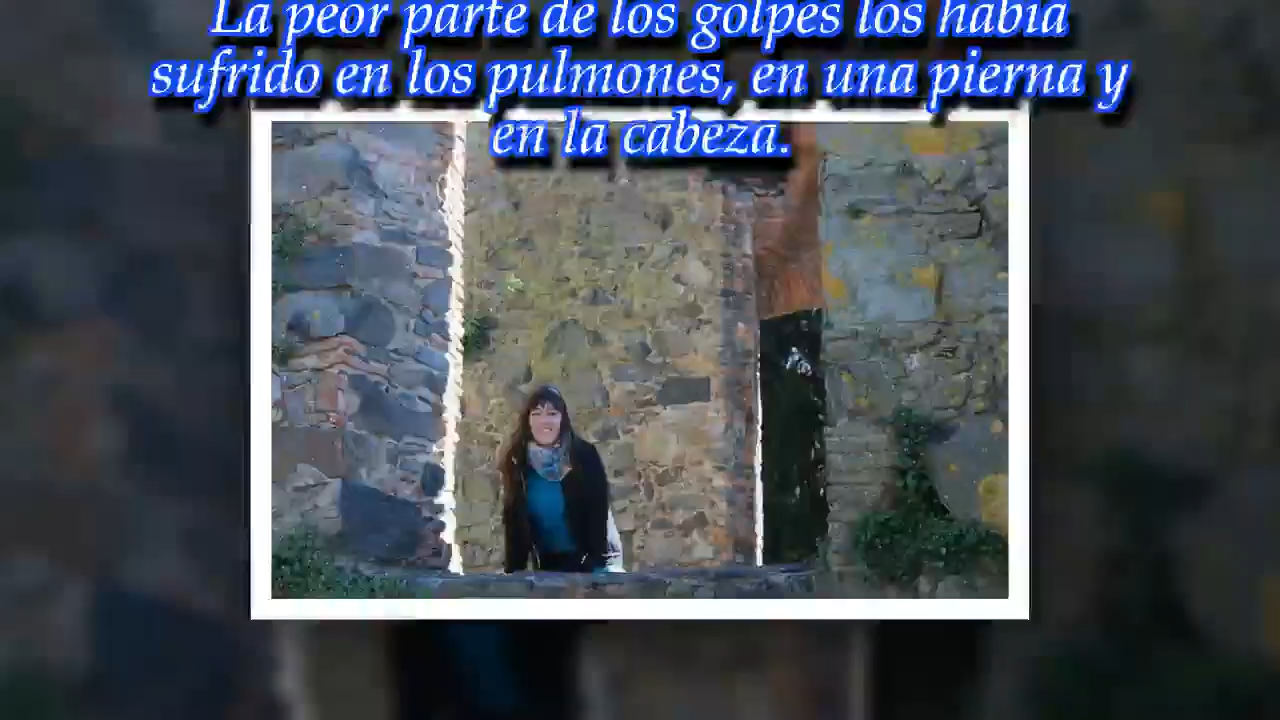 La peor parte de los golpes los había
sufrido en los pulmones, en una pierna y
en la cabeza.